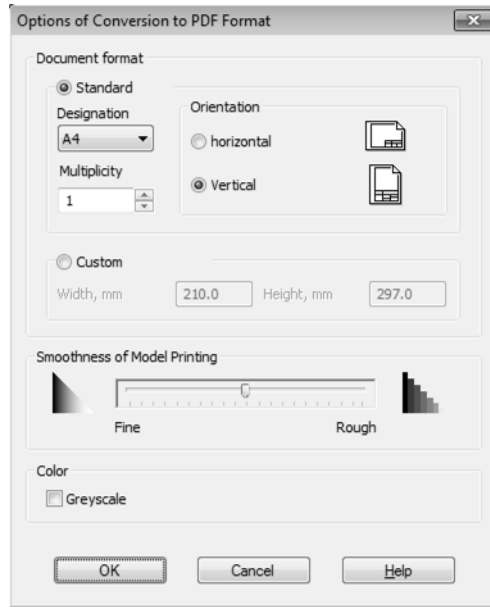 Options of Conversion to PDF Format
Document format
Standard
Designation
A4
Multiplicity
1
Orientation
horizontal
Vertical
Custom
Width, mm 210.0 Height, mm 297.0
Smoothness of Model Printing
Fine Rough
Color
Greyscale
OK Cancel Help